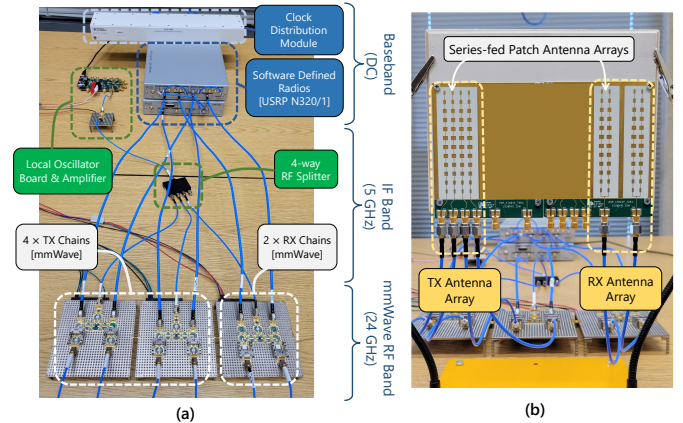 Clock
Distribution
Module
Software Defined
Radios
[USRP N320/1]
Baseband
(DC)
Local Oscillator
Board & Amplifier
4-way
RF Splitter
IF Band
(5 GHz)
4 × TX Chains
[mmWave]
2 × RX Chains
[mmWave]
mmWave RF Band
(24 GHz)
(a)
Series-fed Patch Antenna Arrays
TX Antenna
Array
RX Antenna
Array
(b)